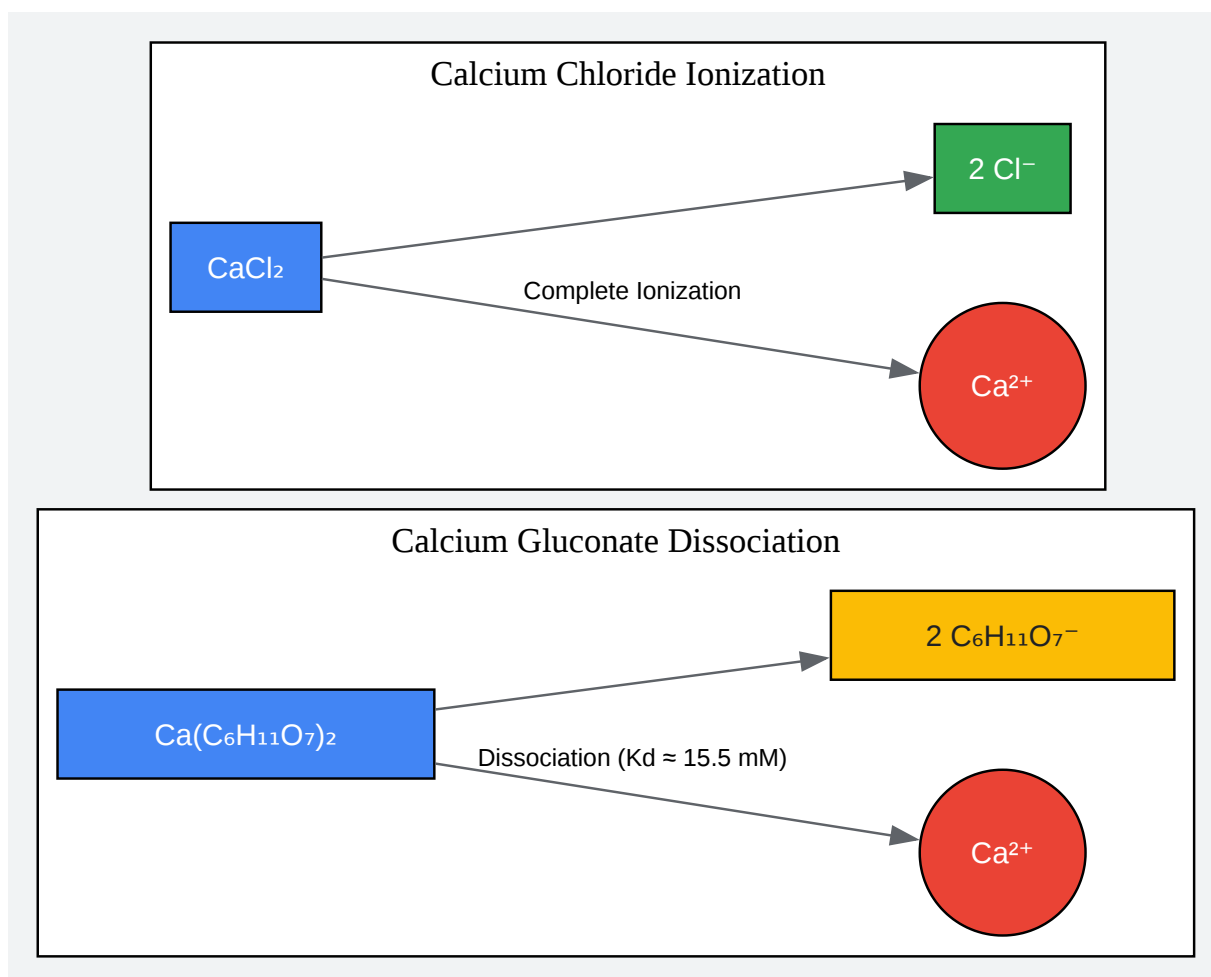 Calcium Chloride Ionization
2 Cl⁻
CaCl₂
Complete Ionization
Ca²⁺
Calcium Gluconate Dissociation
2 C₆H₁₁O₇⁻
Ca(C₆H₁₁O₇)₂
Dissociation (Kd ≈ 15.5 mM)
Ca²⁺